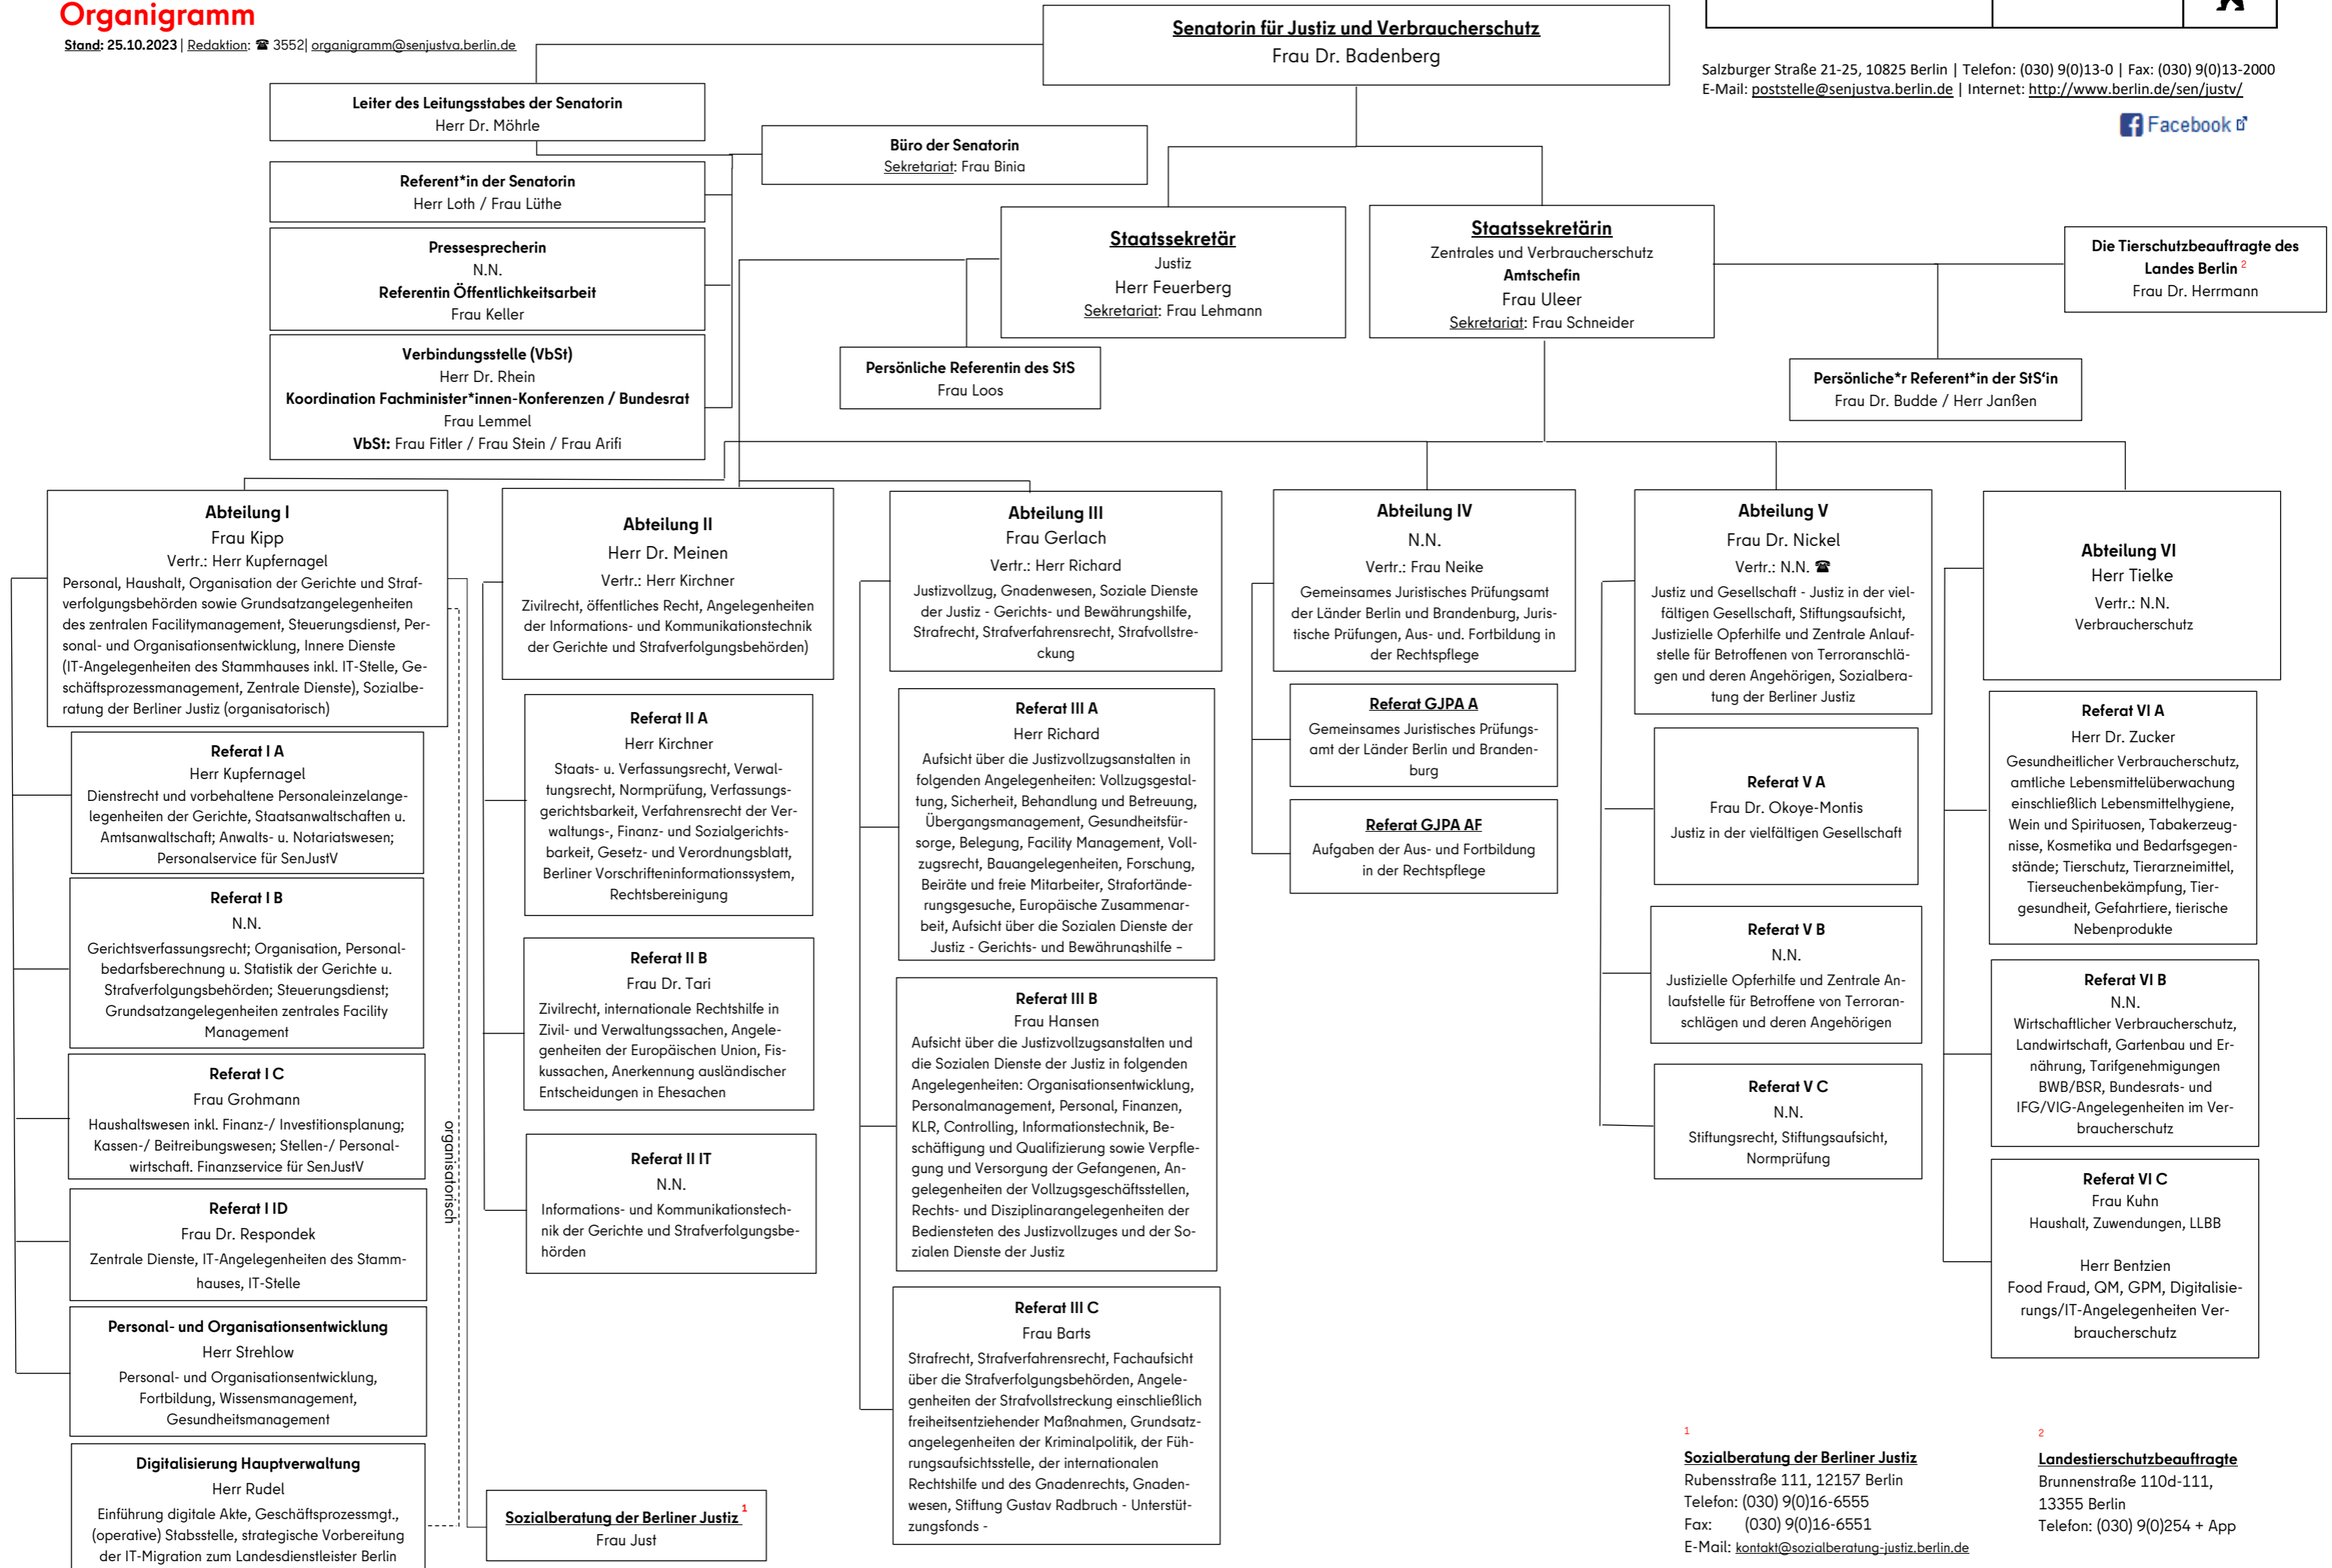 Organigramm
Stand: 25.10.2023 | Redaktion: ☎ 3552| organigramm@senjustva.berlin.de
Senatorin für Justiz und Verbraucherschutz
Frau Dr. Badenberg
Salzburger Straße 21-25, 10825 Berlin | Telefon: (030) 9(0)13-0 | Fax: (030) 9(0)13-2000
E-Mail: poststelle@senjustva.berlin.de | Internet: http://www.berlin.de/sen/justv/
Facebook
Leiter des Leitungsstabes der Senatorin
Herr Dr. Möhrle
Büro der Senatorin
Sekretariat: Frau Binia
Referent*in der Senatorin
Herr Loth / Frau Lüthe
Pressesprecherin
N.N.
Referentin Öffentlichkeitsarbeit
Frau Keller
Verbindungsstelle (VbSt)
Herr Dr. Rhein
Koordination Fachminister*innen-Konferenzen / Bundesrat
Frau Lemmel
VbSt: Frau Fitler / Frau Stein / Frau Arifi
Staatssekretär
Justiz
Herr Feuerberg
Sekretariat: Frau Lehmann
Persönliche Referentin des StS
Frau Loos
Staatssekretärin
Zentrales und Verbraucherschutz
Amtschefin
Frau Uleer
Sekretariat: Frau Schneider
Die Tierschutzbeauftragte des
Landes Berlin 2
Frau Dr. Herrmann
Persönliche*r Referent*in der StS‘in
Frau Dr. Budde / Herr Janßen
Abteilung I
Frau Kipp
Vertr.: Herr Kupfernagel
Personal, Haushalt, Organisation der Gerichte und Straf-
verfolgungsbehörden sowie Grundsatzangelegenheiten
des zentralen Facilitymanagement, Steuerungsdienst, Per-
sonal- und Organisationsentwicklung, Innere Dienste
(IT-Angelegenheiten des Stammhauses inkl. IT-Stelle, Ge-
schäftsprozessmanagement, Zentrale Dienste), Sozialbe-
ratung der Berliner Justiz (organisatorisch)
Referat I A
Herr Kupfernagel
Dienstrecht und vorbehaltene Personaleinzelange-
legenheiten der Gerichte, Staatsanwaltschaften u.
Amtsanwaltschaft; Anwalts- u. Notariatswesen;
Personalservice für SenJustV
Referat I B
N.N.
Gerichtsverfassungsrecht; Organisation, Personal-
bedarfsberechnung u. Statistik der Gerichte u.
Strafverfolgungsbehörden; Steuerungsdienst;
Grundsatzangelegenheiten zentrales Facility
Management
Referat I C
Frau Grohmann
Haushaltswesen inkl. Finanz-/ Investitionsplanung;
Kassen-/ Beitreibungswesen; Stellen-/ Personal-
wirtschaft. Finanzservice für SenJustV
Referat I ID
Frau Dr. Respondek
Zentrale Dienste, IT-Angelegenheiten des Stamm-
hauses, IT-Stelle
Personal- und Organisationsentwicklung
Herr Strehlow
Personal- und Organisationsentwicklung,
Fortbildung, Wissensmanagement,
Gesundheitsmanagement
Digitalisierung Hauptverwaltung
Herr Rudel
Einführung digitale Akte, Geschäftsprozessmgt.,
(operative) Stabsstelle, strategische Vorbereitung
der IT-Migration zum Landesdienstleister Berlin
organisatorisch
Sozialberatung der Berliner Justiz 1
Frau Just
Abteilung II
Herr Dr. Meinen
Vertr.: Herr Kirchner
Zivilrecht, öffentliches Recht, Angelegenheiten
der Informations- und Kommunikationstechnik
der Gerichte und Strafverfolgungsbehörden)
Referat II A
Herr Kirchner
Staats- u. Verfassungsrecht, Verwal-
tungsrecht, Normprüfung, Verfassungs-
gerichtsbarkeit, Verfahrensrecht der Ver-
waltungs-, Finanz- und Sozialgerichts-
barkeit, Gesetz- und Verordnungsblatt,
Berliner Vorschrifteninformationssystem,
Rechtsbereinigung
Referat II B
Frau Dr. Tari
Zivilrecht, internationale Rechtshilfe in
Zivil- und Verwaltungssachen, Angele-
genheiten der Europäischen Union, Fis-
kussachen, Anerkennung ausländischer
Entscheidungen in Ehesachen
Referat II IT
N.N.
Informations- und Kommunikationstech-
nik der Gerichte und Strafverfolgungsbe-
hörden
Abteilung III
Frau Gerlach
Vertr.: Herr Richard
Justizvollzug, Gnadenwesen, Soziale Dienste
der Justiz - Gerichts- und Bewährungshilfe,
Strafrecht, Strafverfahrensrecht, Strafvollstre-
ckung
Referat III A
Herr Richard
Aufsicht über die Justizvollzugsanstalten in
folgenden Angelegenheiten: Vollzugsgestal-
tung, Sicherheit, Behandlung und Betreuung,
Übergangsmanagement, Gesundheitsfür-
sorge, Belegung, Facility Management, Voll-
zugsrecht, Bauangelegenheiten, Forschung,
Beiräte und freie Mitarbeiter, Strafortände-
rungsgesuche, Europäische Zusammenar-
beit, Aufsicht über die Sozialen Dienste der
Justiz - Gerichts- und Bewährungshilfe –
Referat III B
Frau Hansen
Aufsicht über die Justizvollzugsanstalten und
die Sozialen Dienste der Justiz in folgenden
Angelegenheiten: Organisationsentwicklung,
Personalmanagement, Personal, Finanzen,
KLR, Controlling, Informationstechnik, Be-
schäftigung und Qualifizierung sowie Verpfle-
gung und Versorgung der Gefangenen, An-
gelegenheiten der Vollzugsgeschäftsstellen,
Rechts- und Disziplinarangelegenheiten der
Bediensteten des Justizvollzuges und der So-
zialen Dienste der Justiz
Referat III C
Frau Barts
Strafrecht, Strafverfahrensrecht, Fachaufsicht
über die Strafverfolgungsbehörden, Angele-
genheiten der Strafvollstreckung einschließlich
freiheitsentziehender Maßnahmen, Grundsatz-
angelegenheiten der Kriminalpolitik, der Füh-
rungsaufsichtsstelle, der internationalen
Rechtshilfe und des Gnadenrechts, Gnaden-
wesen, Stiftung Gustav Radbruch - Unterstüt-
zungsfonds -
Abteilung IV
N.N.
Vertr.: Frau Neike
Gemeinsames Juristisches Prüfungsamt
der Länder Berlin und Brandenburg, Juris-
tische Prüfungen, Aus- und. Fortbildung in
der Rechtspflege
Referat GJPA A
Gemeinsames Juristisches Prüfungs-
amt der Länder Berlin und Branden-
burg
Referat GJPA AF
Aufgaben der Aus- und Fortbildung
in der Rechtspflege
Abteilung V
Frau Dr. Nickel
Vertr.: N.N. ☎
Justiz und Gesellschaft - Justiz in der viel-
fältigen Gesellschaft, Stiftungsaufsicht,
Justizielle Opferhilfe und Zentrale Anlauf-
stelle für Betroffenen von Terroranschlä-
gen und deren Angehörigen, Sozialbera-
tung der Berliner Justiz
Referat V A
Frau Dr. Okoye-Montis
Justiz in der vielfältigen Gesellschaft
Referat V B
N.N.
Justizielle Opferhilfe und Zentrale An-
laufstelle für Betroffene von Terroran-
schlägen und deren Angehörigen
Referat V C
N.N.
Stiftungsrecht, Stiftungsaufsicht,
Normprüfung
Abteilung VI
Herr Tielke
Vertr.: N.N.
Verbraucherschutz
Referat VI A
Herr Dr. Zucker
Gesundheitlicher Verbraucherschutz,
amtliche Lebensmittelüberwachung
einschließlich Lebensmittelhygiene,
Wein und Spirituosen, Tabakerzeug-
nisse, Kosmetika und Bedarfsgegen-
stände; Tierschutz, Tierarzneimittel,
Tierseuchenbekämpfung, Tier-
gesundheit, Gefahrtiere, tierische
Nebenprodukte
Referat VI B
N.N.
Wirtschaftlicher Verbraucherschutz,
Landwirtschaft, Gartenbau und Er-
nährung, Tarifgenehmigungen
BWB/BSR, Bundesrats- und
IFG/VIG-Angelegenheiten im Ver-
braucherschutz
Referat VI C
Frau Kuhn
Haushalt, Zuwendungen, LLBB
Herr Bentzien
Food Fraud, QM, GPM, Digitalisie-
rungs/IT-Angelegenheiten Ver-
braucherschutz
1
Sozialberatung der Berliner Justiz
Rubensstraße 111, 12157 Berlin
Telefon: (030) 9(0)16-6555
Fax: (030) 9(0)16-6551
E-Mail: kontakt@sozialberatung-justiz.berlin.de
2
Landestierschutzbeauftragte
Brunnenstraße 110d-111,
13355 Berlin
Telefon: (030) 9(0)254 + App